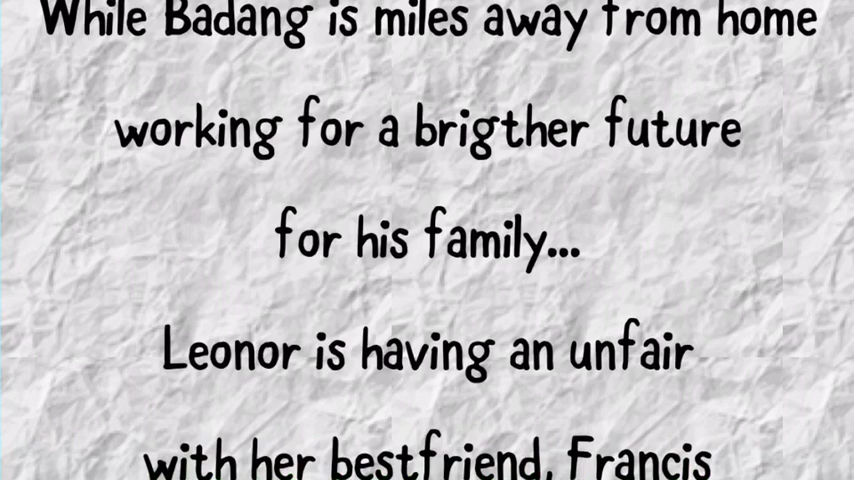 While Badang is miles away from home
working for a brigther future
for his family...
Leonor is having an unfair
with her bestfriend, Francis